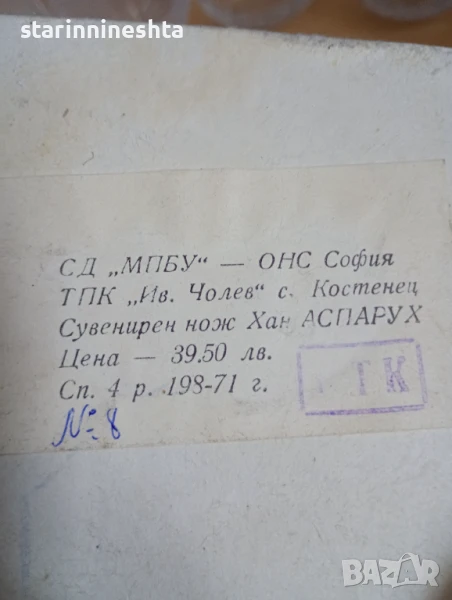 starinnineshta
СД „МПБУ“ — ОНС София
ТПК „Ив. Чолев“ с. Костенец
Сувенирен нож Хан АСПАРУХ
Цена — 39.50 лв.
Сп. 4 р. 198-71 г.
ТК
№ 8
BAZAR